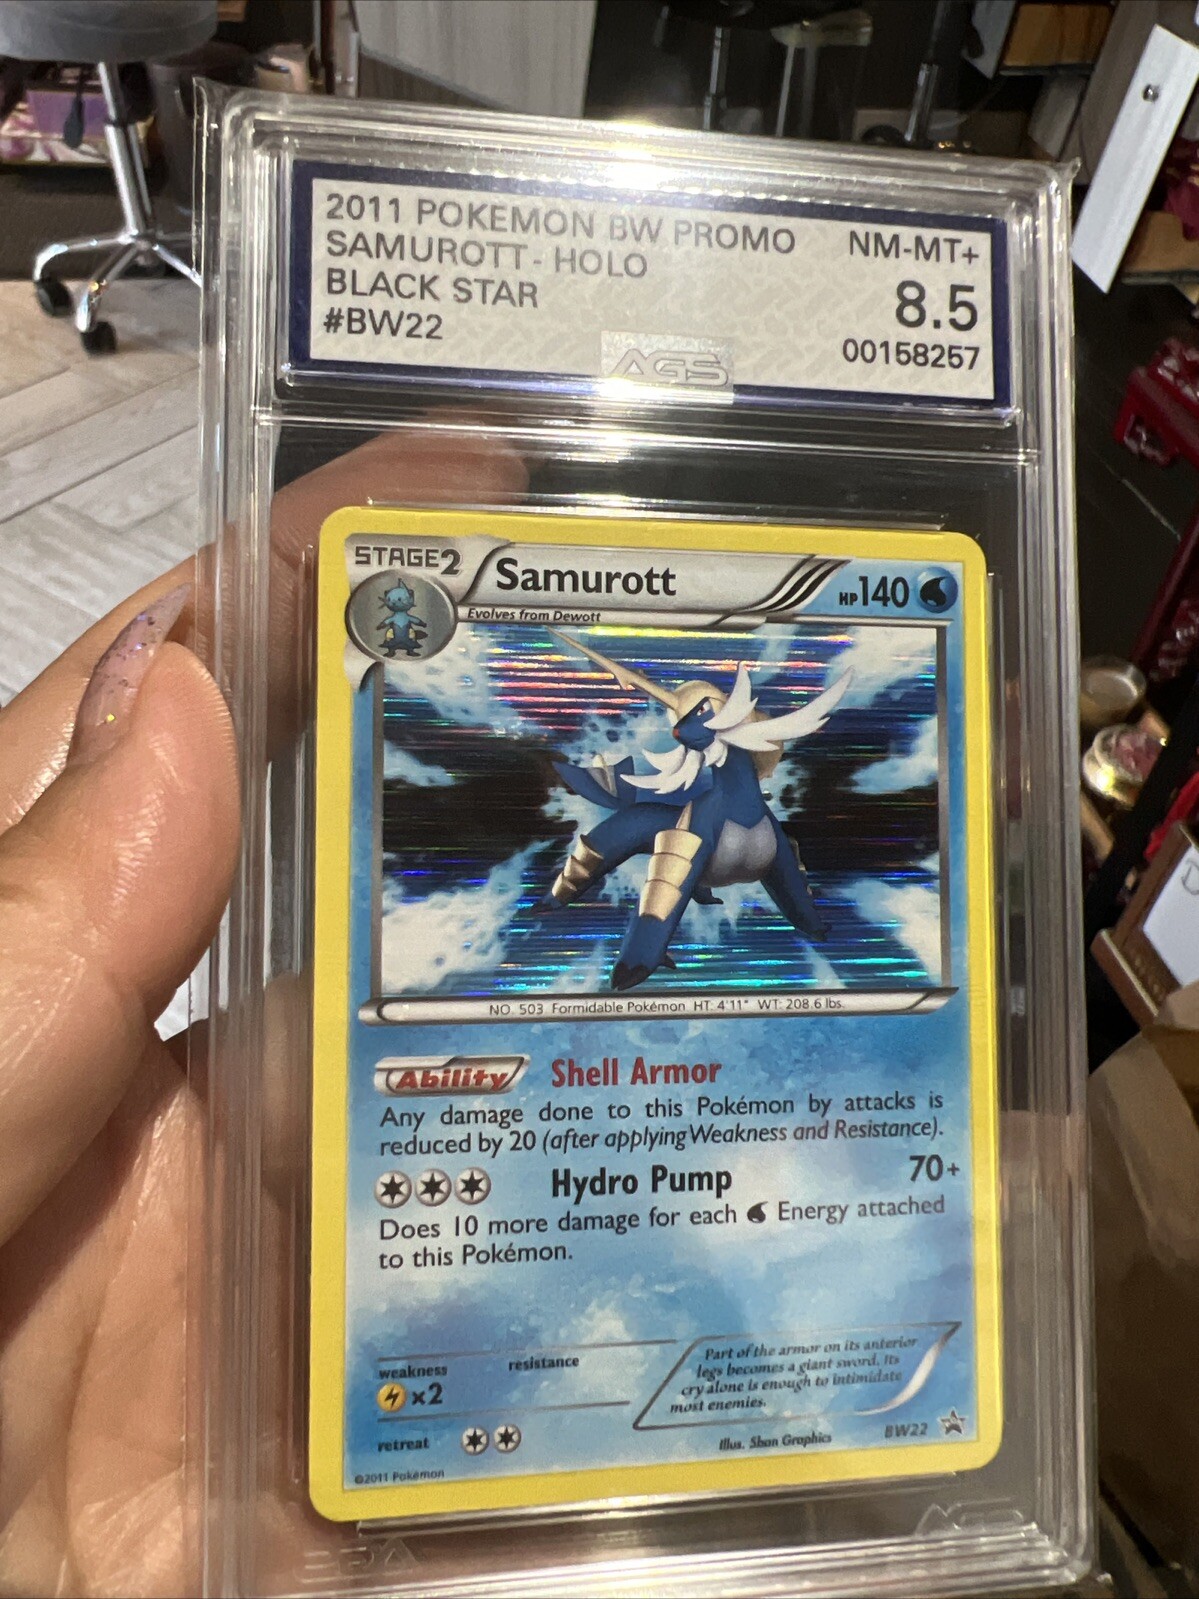 2011 POKEMON BW PROMO
SAMUROTT - HOLO
BLACK STAR
#BW22
NM-MT+
8.5
00158257
AGS
STAGE2
Samurott
HP140
Evolves from Dewott
NO. 503 Formidable Pokémon HT: 4'11" WT: 208.6 lbs.
Ability Shell Armor
Any damage done to this Pokémon by attacks is
reduced by 20 (after applying Weakness and Resistance).
Hydro Pump 70+
Does 10 more damage for each Energy attached
to this Pokémon.
weakness
×2
resistance
retreat
Part of the armor on its anterior
legs becomes a giant sword. Its
cry alone is enough to intimidate
most enemies.
Illus. Sban Graphics
BW22
©2011 Pokémon
AGS